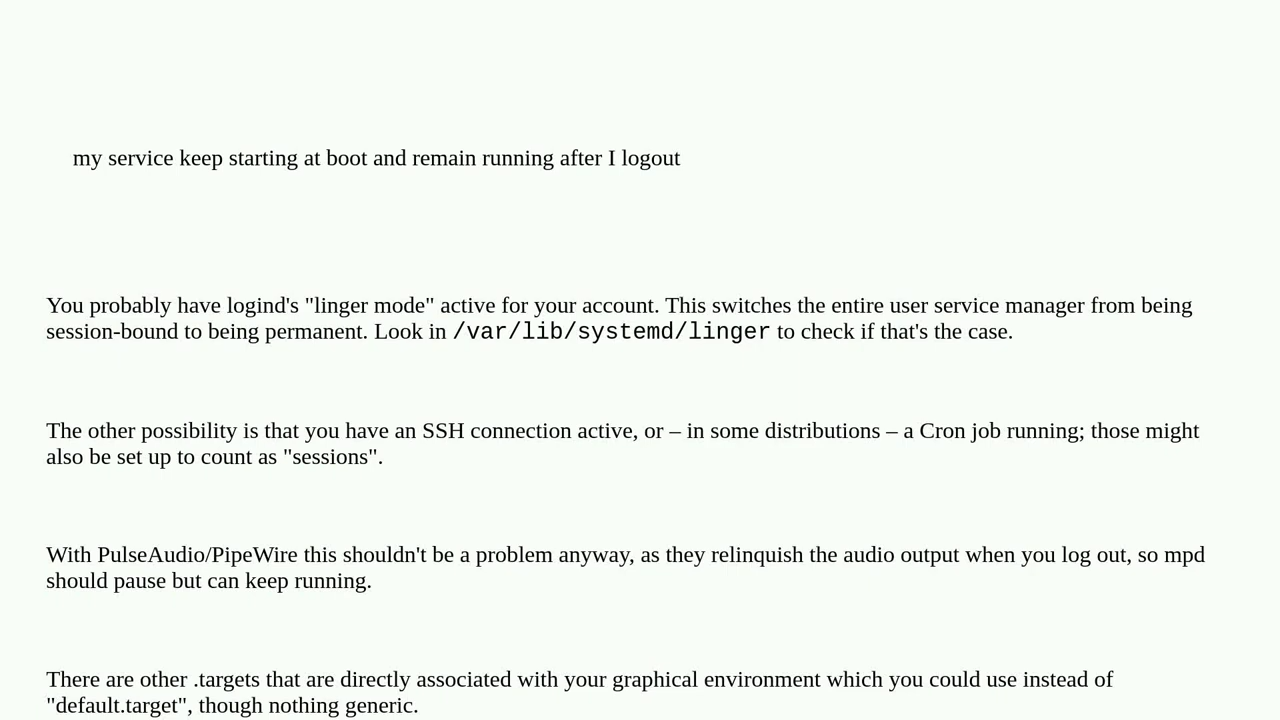 my service keep starting at boot and remain running after I logout
You probably have logind's "linger mode" active for your account. This switches the entire user service manager from being
session-bound to being permanent. Look in /var/lib/systemd/linger to check if that's the case.
The other possibility is that you have an SSH connection active, or – in some distributions – a Cron job running; those might
also be set up to count as "sessions".
With PulseAudio/PipeWire this shouldn't be a problem anyway, as they relinquish the audio output when you log out, so mpd
should pause but can keep running.
There are other .targets that are directly associated with your graphical environment which you could use instead of
"default.target", though nothing generic.